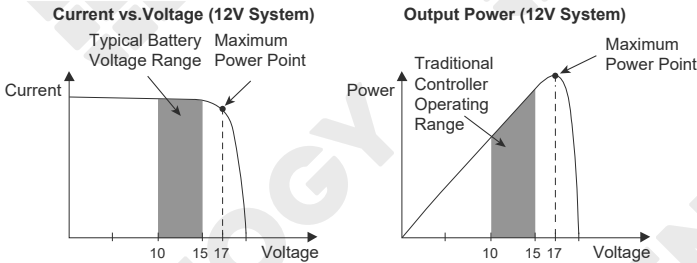 Current vs.Voltage (12V System)
Typical Battery
Voltage Range
Maximum
Power Point
Current
10
15
17
Voltage
Output Power (12V System)
Maximum
Power Point
Traditional
Controller
Operating
Range
Power
10
15
17
Voltage